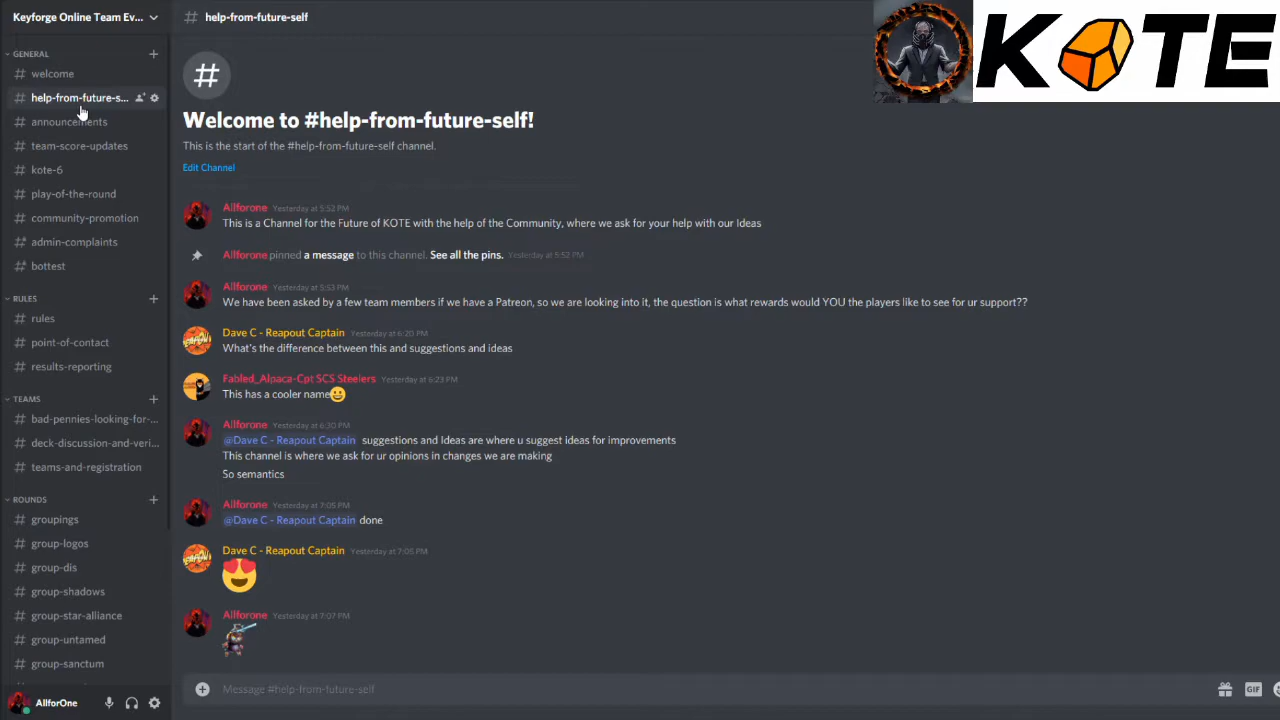 Keyforge Online Team Ev...
GENERAL
welcome
help-from-future-s...
announcements
team-score-updates
kote-6
play-of-the-round
community-promotion
admin-complaints
bottest
RULES
rules
point-of-contact
results-reporting
TEAMS
bad-pennies-looking-for-...
deck-discussion-and-veri...
teams-and-registration
ROUNDS
groupings
group-logos
group-dis
group-shadows
group-star-alliance
group-untamed
group-sanctum
AllforOne
# help-from-future-self
KOTE
#
Welcome to #help-from-future-self!
This is the start of the #help-from-future-self channel.
Edit Channel
Allforone Yesterday at 5:52 PM
This is a Channel for the Future of KOTE with the help of the Community, where we ask for your help with our Ideas
Allforone pinned a message to this channel. See all the pins. Yesterday at 5:52 PM
Allforone Yesterday at 5:53 PM
We have been asked by a few team members if we have a Patreon, so we are looking into it, the question is what rewards would YOU the players like to see for ur support??
Dave C - Reapout Captain Yesterday at 6:20 PM
What's the difference between this and suggestions and ideas
Fabled_Alpaca-Cpt SCS Steelers Yesterday at 6:23 PM
This has a cooler name😀
Allforone Yesterday at 6:30 PM
@Dave C - Reapout Captain suggestions and Ideas are where u suggest ideas for improvements
This channel is where we ask for ur opinions in changes we are making
So semantics
Allforone Yesterday at 7:05 PM
@Dave C - Reapout Captain done
Dave C - Reapout Captain Yesterday at 7:05 PM
😍
Allforone Yesterday at 7:07 PM
Message #help-from-future-self
GIF